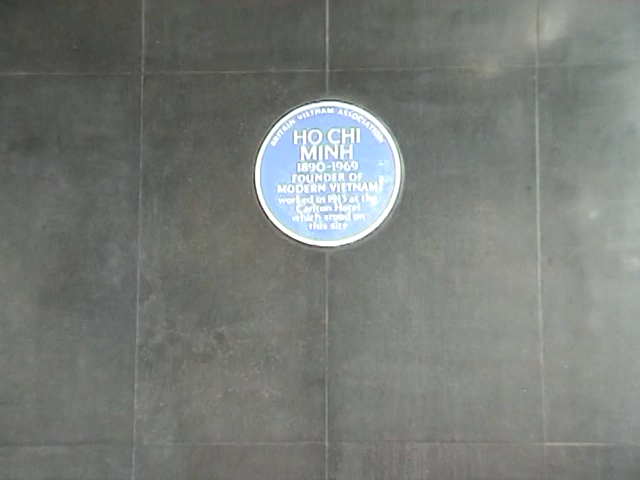 BRITAIN VIETNAM ASSOCIATION
HO CHI
MINH
1890-1969
FOUNDER OF
MODERN VIETNAM
worked in 1913 at the
Carlton Hotel
which stood on
this site